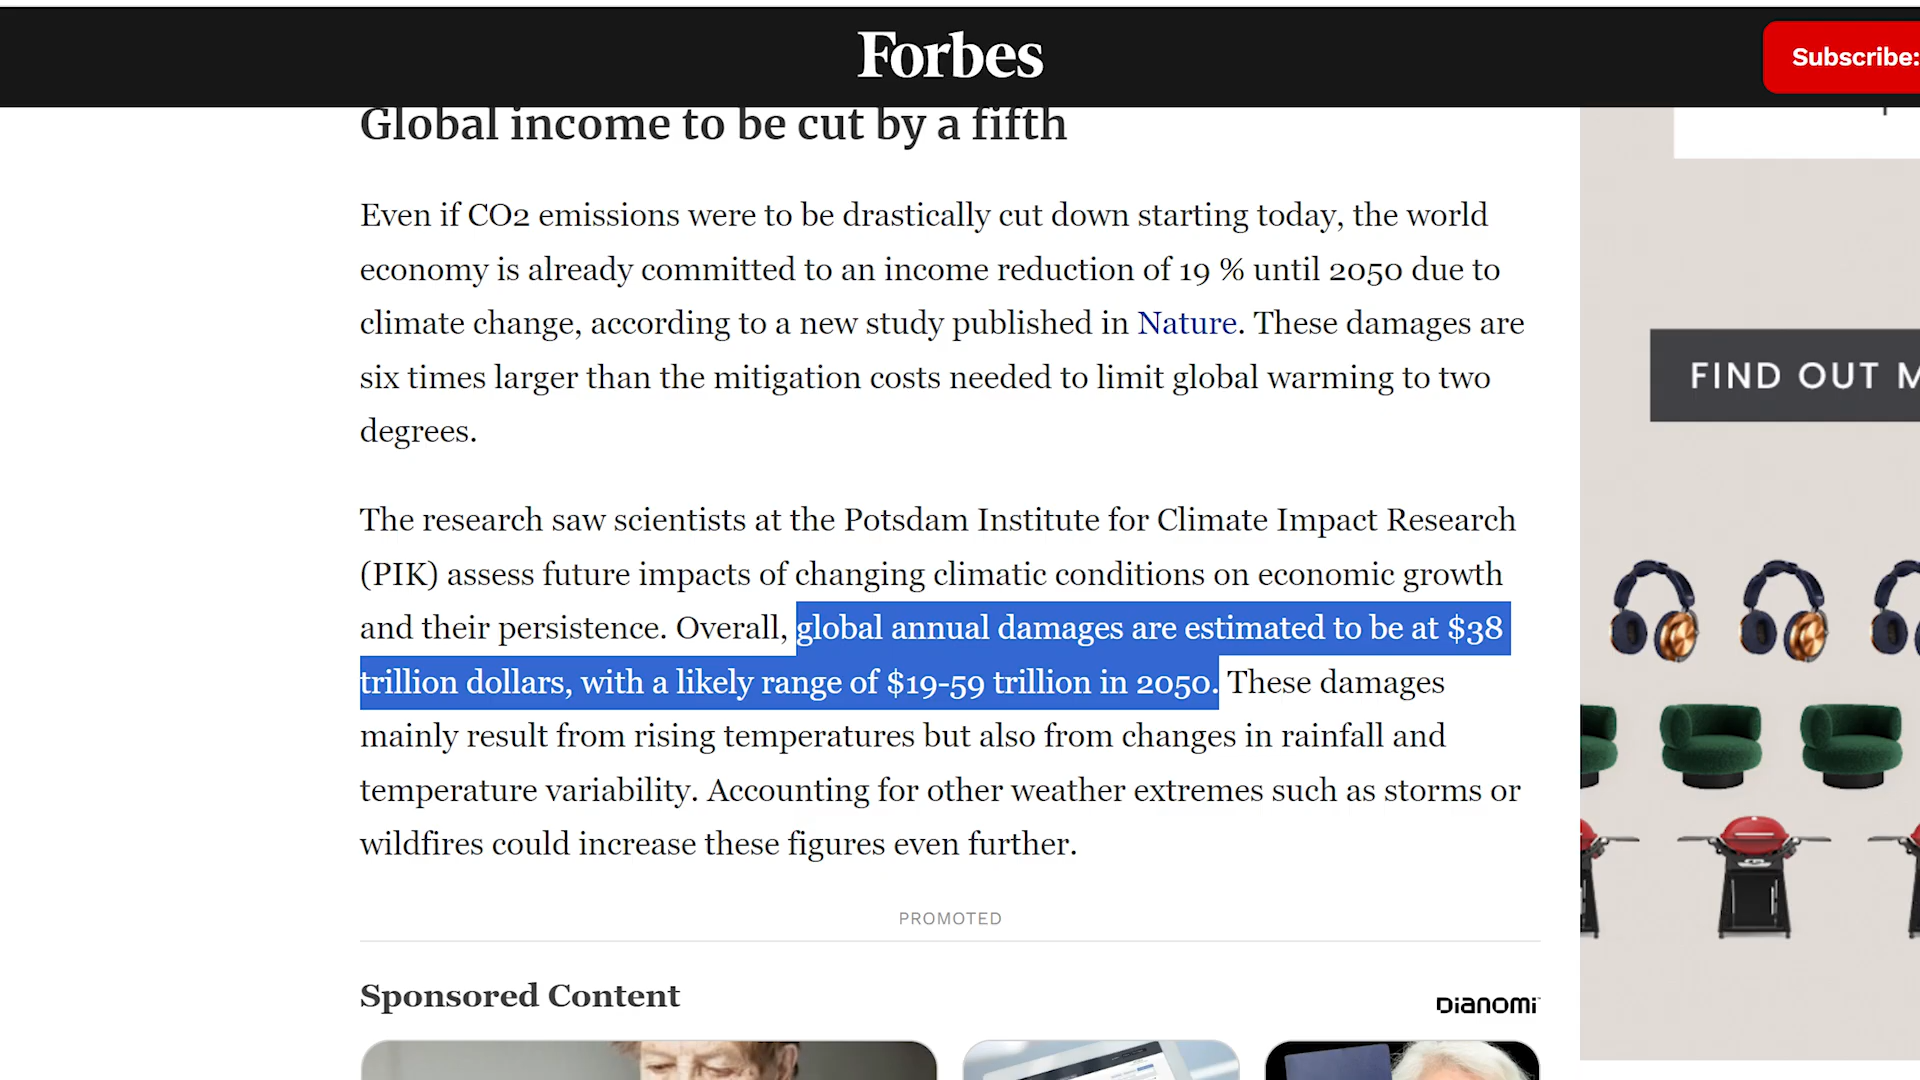 Forbes
Subscribe:
Global income to be cut by a fifth
Even if CO2 emissions were to be drastically cut down starting today, the world
economy is already committed to an income reduction of 19 % until 2050 due to
climate change, according to a new study published in Nature. These damages are
six times larger than the mitigation costs needed to limit global warming to two
degrees.
FIND OUT M
The research saw scientists at the Potsdam Institute for Climate Impact Research
(PIK) assess future impacts of changing climatic conditions on economic growth
and their persistence. Overall, global annual damages are estimated to be at $38
trillion dollars, with a likely range of $19-59 trillion in 2050. These damages
mainly result from rising temperatures but also from changes in rainfall and
temperature variability. Accounting for other weather extremes such as storms or
wildfires could increase these figures even further.
PROMOTED
Sponsored Content
DIANOMI